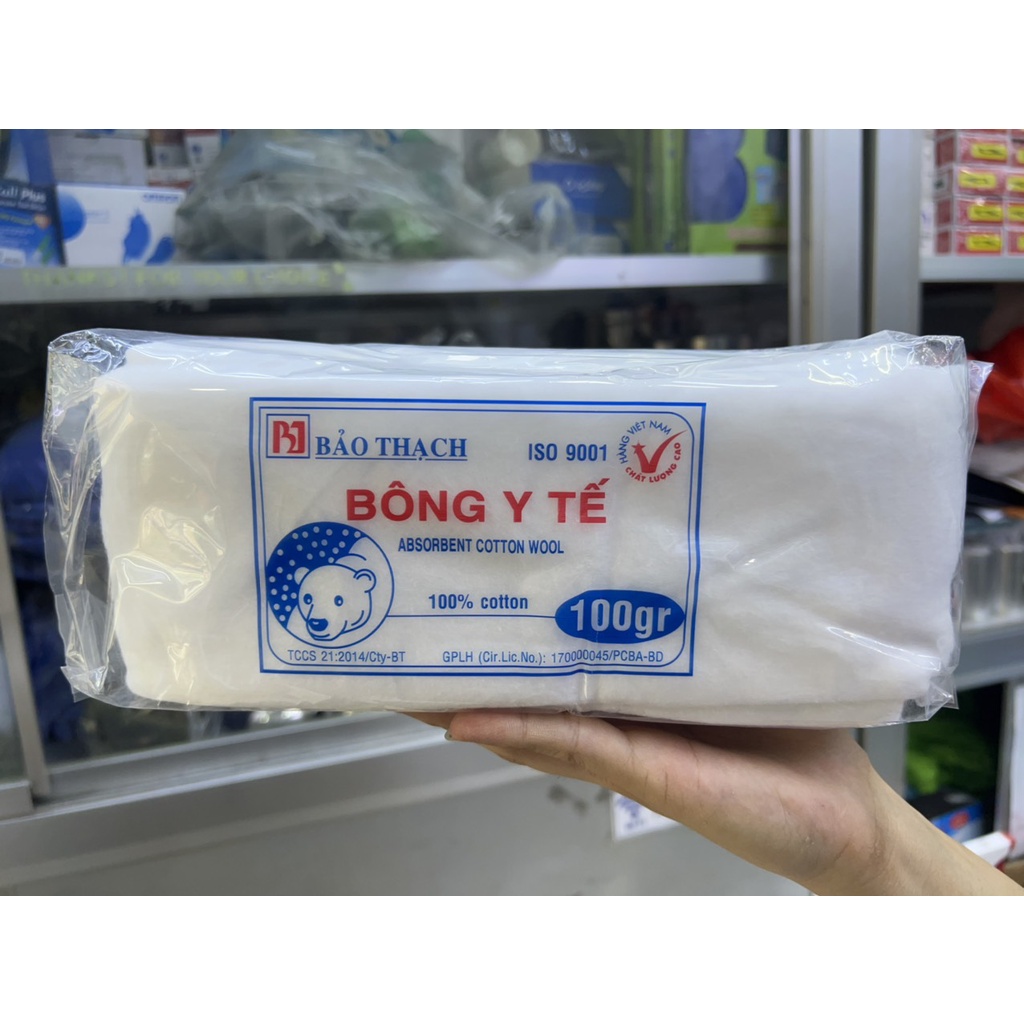 BẢO THẠCH
ISO 9001
HÀNG VIỆT NAM
CHẤT LƯỢNG CAO
BÔNG Y TẾ
ABSORBENT COTTON WOOL
100% cotton
100gr
TCCS 21:2014/Cty-BT
GPLH (Cir.Lic.No.): 170000045/PCBA-BD
Plus